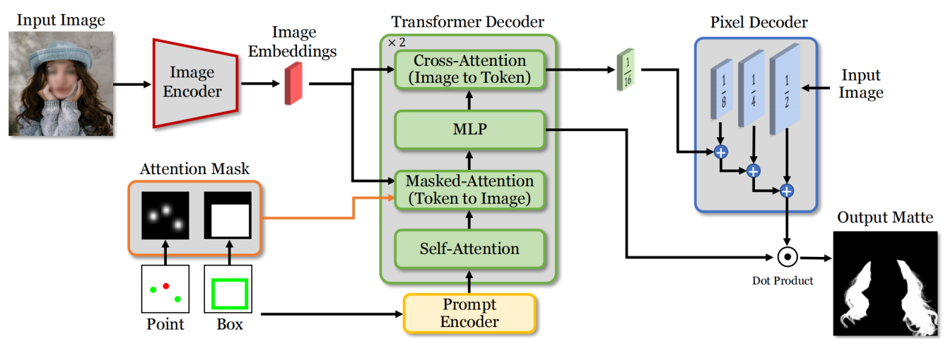 Input Image
Image
Encoder
Image
Embeddings
Transformer Decoder
× 2
Cross-Attention
(Image to Token)
MLP
Masked-Attention
(Token to Image)
Self-Attention
Prompt
Encoder
Attention Mask
Point
Box
1
16
Pixel Decoder
1
8
1
4
1
2
Input
Image
Output Matte
Dot Product